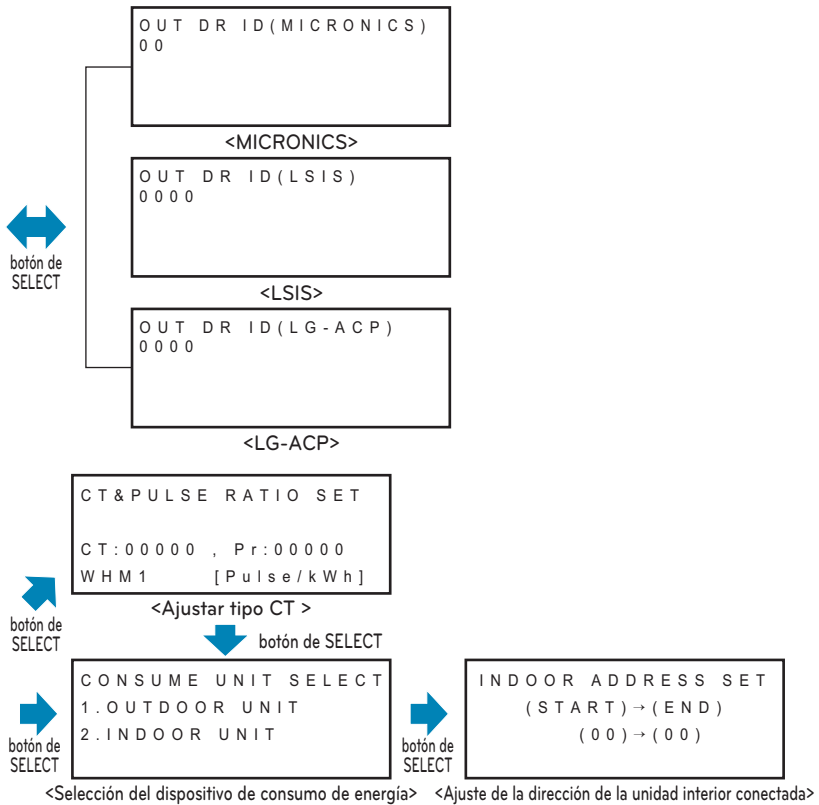 OUT DR ID(MICRONICS)
00
<MICRONICS>
OUT DR ID(LSIS)
0000
botón de
SELECT
<LSIS>
OUT DR ID(LG-ACP)
0000
<LG-ACP>
CT&PULSE RATIO SET
CT:00000 , Pr:00000
WHM1 [Pulse/kWh]
<Ajustar tipo CT >
botón de
SELECT
botón de SELECT
CONSUME UNIT SELECT
1.OUTDOOR UNIT
2.INDOOR UNIT
botón de
SELECT
<Selección del dispositivo de consumo de energía>
botón de
SELECT
INDOOR ADDRESS SET
(START)→(END)
(00)→(00)
<Ajuste de la dirección de la unidad interior conectada>